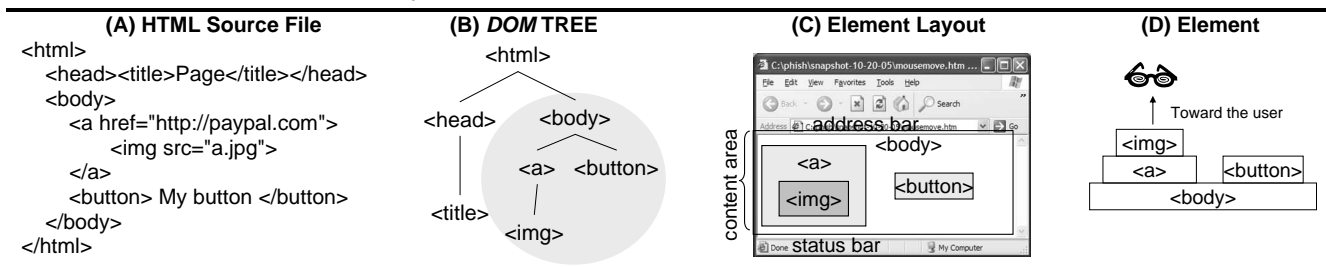 (A) HTML Source File
<html>
<head><title>Page</title></head>
<body>
<a href="http://paypal.com">
<img src="a.jpg">
</a>
<button> My button </button>
</body>
</html>
(B) DOM TREE
<html>
<head> <body>
<a> <button>
<title>
<img>
(C) Element Layout
C:\phish\snapshot-10-20-05\mousemove.htm ...
File Edit View Favorites Tools Help
Back Search
Address address bar Go
<body>
content area
<a>
<img>
<button>
Done status bar My Computer
(D) Element
Toward the user
<img>
<a> <button>
<body>